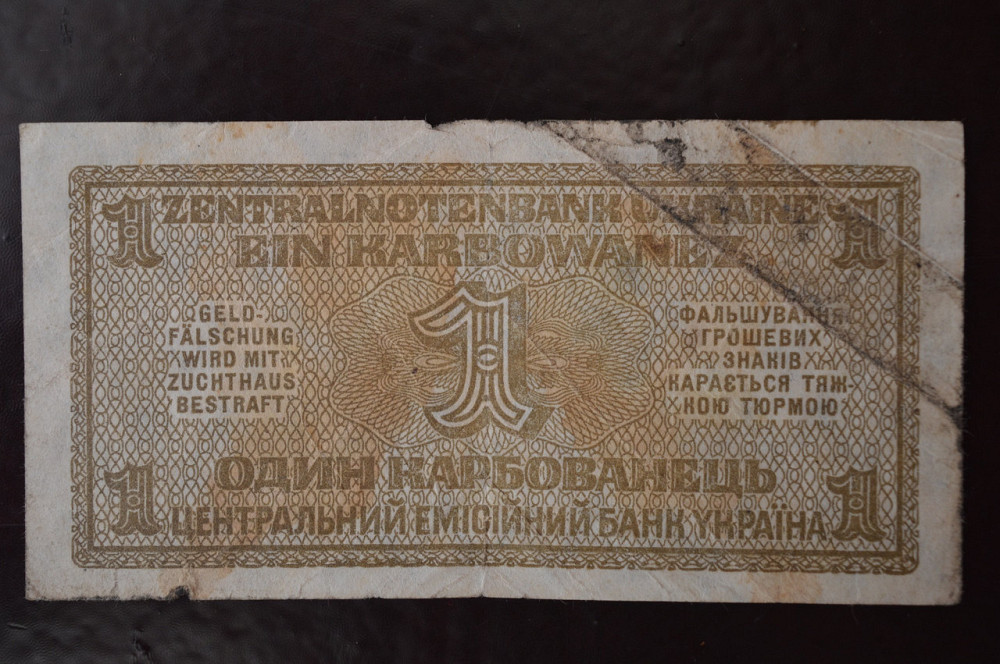 1 ZENTRALNOTENBANK UKRAINE 1
EIN KARBOWANEZ
GELD-
FÄLSCHUNG
WIRD MIT
ZUCHTHAUS
BESTRAFT
1
ФАЛЬШУВАННЯ
ГРОШЕВИХ
ЗНАКІВ
КАРАЄТЬСЯ ТЯЖ-
КОЮ ТЮРМОЮ
ОДИН КАРБОВАНЕЦЬ
1 ЦЕНТРАЛЬНИЙ ЕМІСІЙНИЙ БАНК УКРАЇНА 1